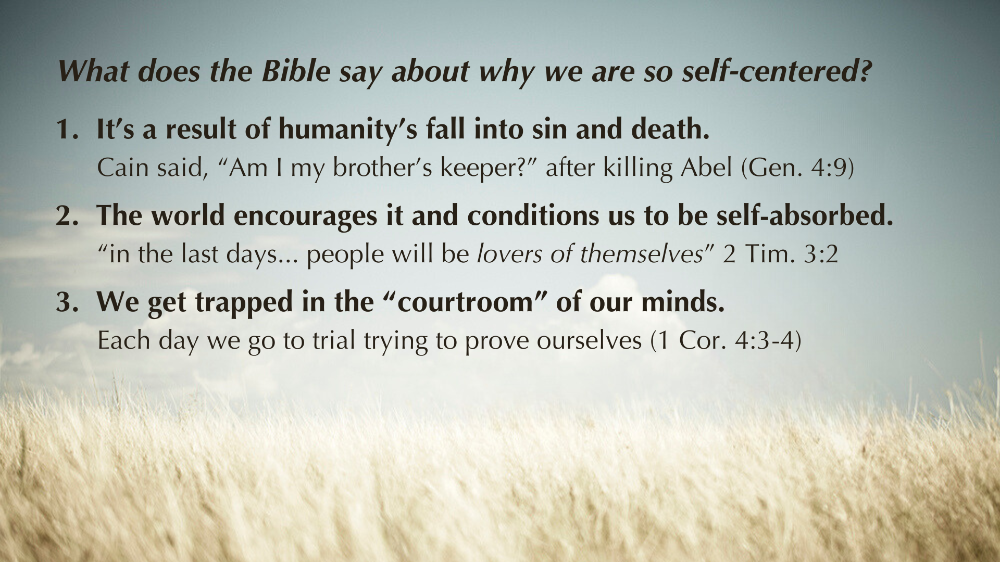 What does the Bible say about why we are so self-centered?
1. It’s a result of humanity’s fall into sin and death.
Cain said, “Am I my brother’s keeper?” after killing Abel (Gen. 4:9)
2. The world encourages it and conditions us to be self-absorbed.
“in the last days... people will be lovers of themselves” 2 Tim. 3:2
3. We get trapped in the “courtroom” of our minds.
Each day we go to trial trying to prove ourselves (1 Cor. 4:3-4)